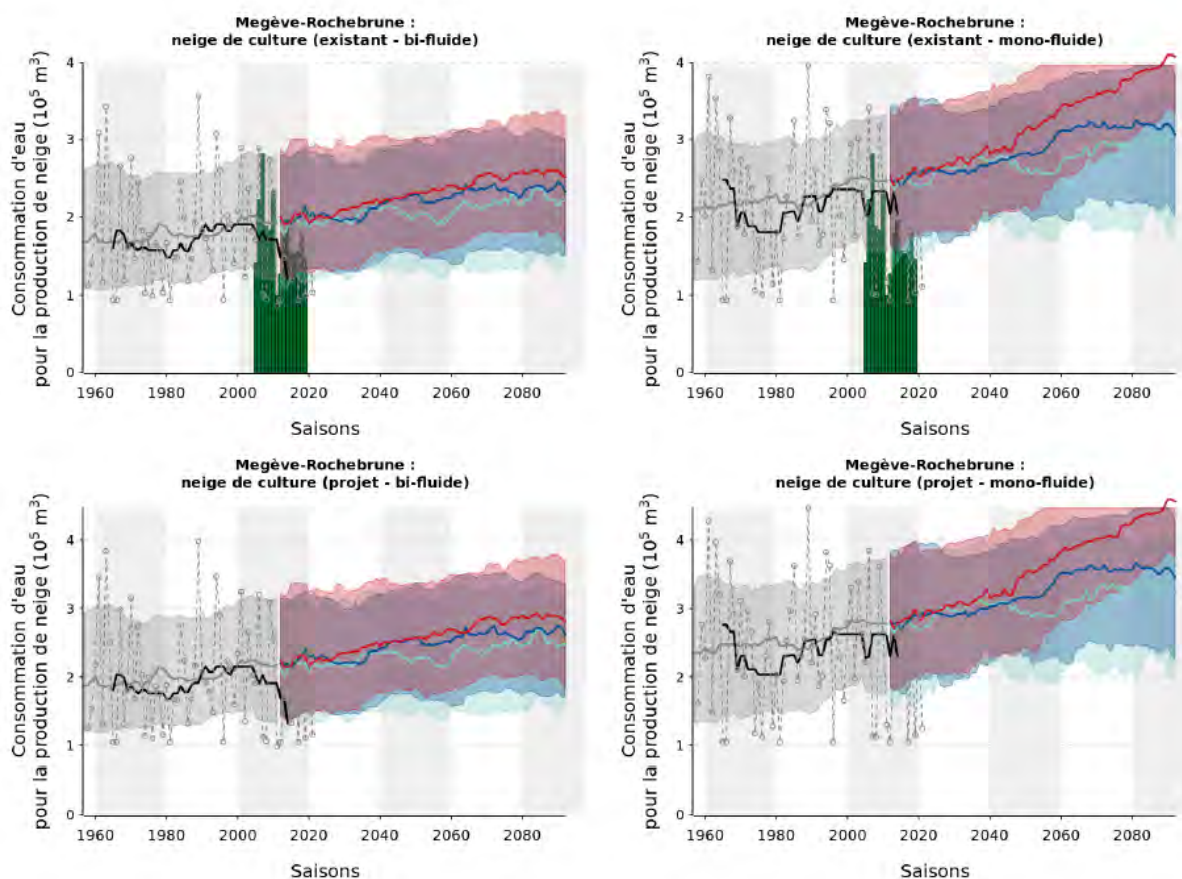 Megève-Rochebrune :
neige de culture (existant - bi-fluide)
Consommation d'eau
pour la production de neige (10⁵ m³)
4
3
2
1
0
1960 1980 2000 2020 2040 2060 2080
Saisons
Megève-Rochebrune :
neige de culture (existant - mono-fluide)
Consommation d'eau
pour la production de neige (10⁵ m³)
4
3
2
1
0
1960 1980 2000 2020 2040 2060 2080
Saisons
Megève-Rochebrune :
neige de culture (projet - bi-fluide)
Consommation d'eau
pour la production de neige (10⁵ m³)
4
3
2
1
0
1960 1980 2000 2020 2040 2060 2080
Saisons
Megève-Rochebrune :
neige de culture (projet - mono-fluide)
Consommation d'eau
pour la production de neige (10⁵ m³)
4
3
2
1
0
1960 1980 2000 2020 2040 2060 2080
Saisons